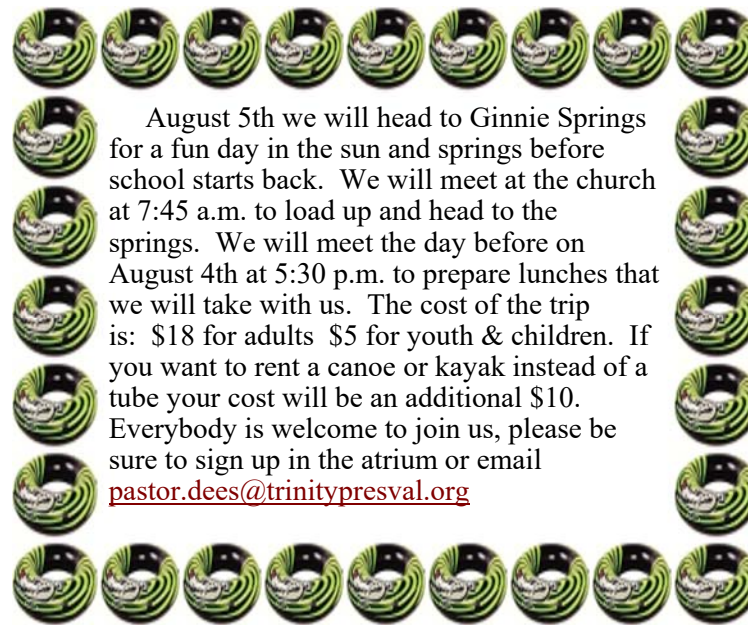 August 5th we will head to Ginnie Springs
for a fun day in the sun and springs before
school starts back.  We will meet at the church
at 7:45 a.m. to load up and head to the
springs.  We will meet the day before on
August 4th at 5:30 p.m. to prepare lunches that
we will take with us.  The cost of the trip
is:  $18 for adults  $5 for youth & children.  If
you want to rent a canoe or kayak instead of a
tube your cost will be an additional $10.
Everybody is welcome to join us, please be
sure to sign up in the atrium or email
pastor.dees@trinitypresval.org